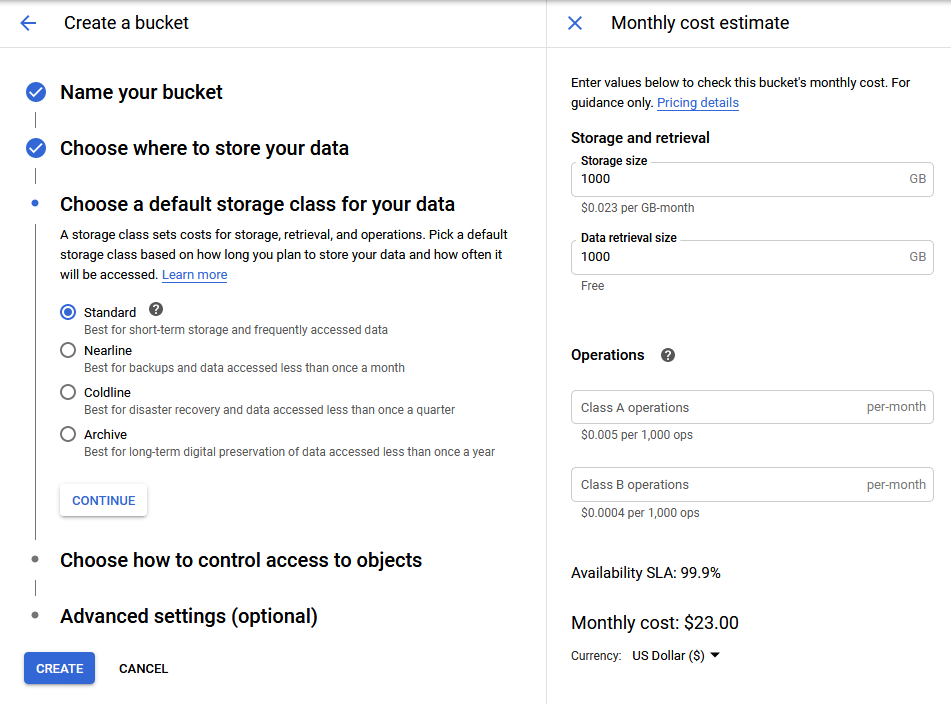 Create a bucket
Name your bucket
Choose where to store your data
Choose a default storage class for your data
A storage class sets costs for storage, retrieval, and operations. Pick a default
storage class based on how long you plan to store your data and how often it
will be accessed. Learn more
Standard ?
Best for short-term storage and frequently accessed data
Nearline
Best for backups and data accessed less than once a month
Coldline
Best for disaster recovery and data accessed less than once a quarter
Archive
Best for long-term digital preservation of data accessed less than once a year
CONTINUE
Choose how to control access to objects
Advanced settings (optional)
CREATE CANCEL
Monthly cost estimate
Enter values below to check this bucket's monthly cost. For
guidance only. Pricing details
Storage and retrieval
Storage size
1000 GB
$0.023 per GB-month
Data retrieval size
1000 GB
Free
Operations ?
Class A operations per-month
$0.005 per 1,000 ops
Class B operations per-month
$0.0004 per 1,000 ops
Availability SLA: 99.9%
Monthly cost: $23.00
Currency: US Dollar ($)